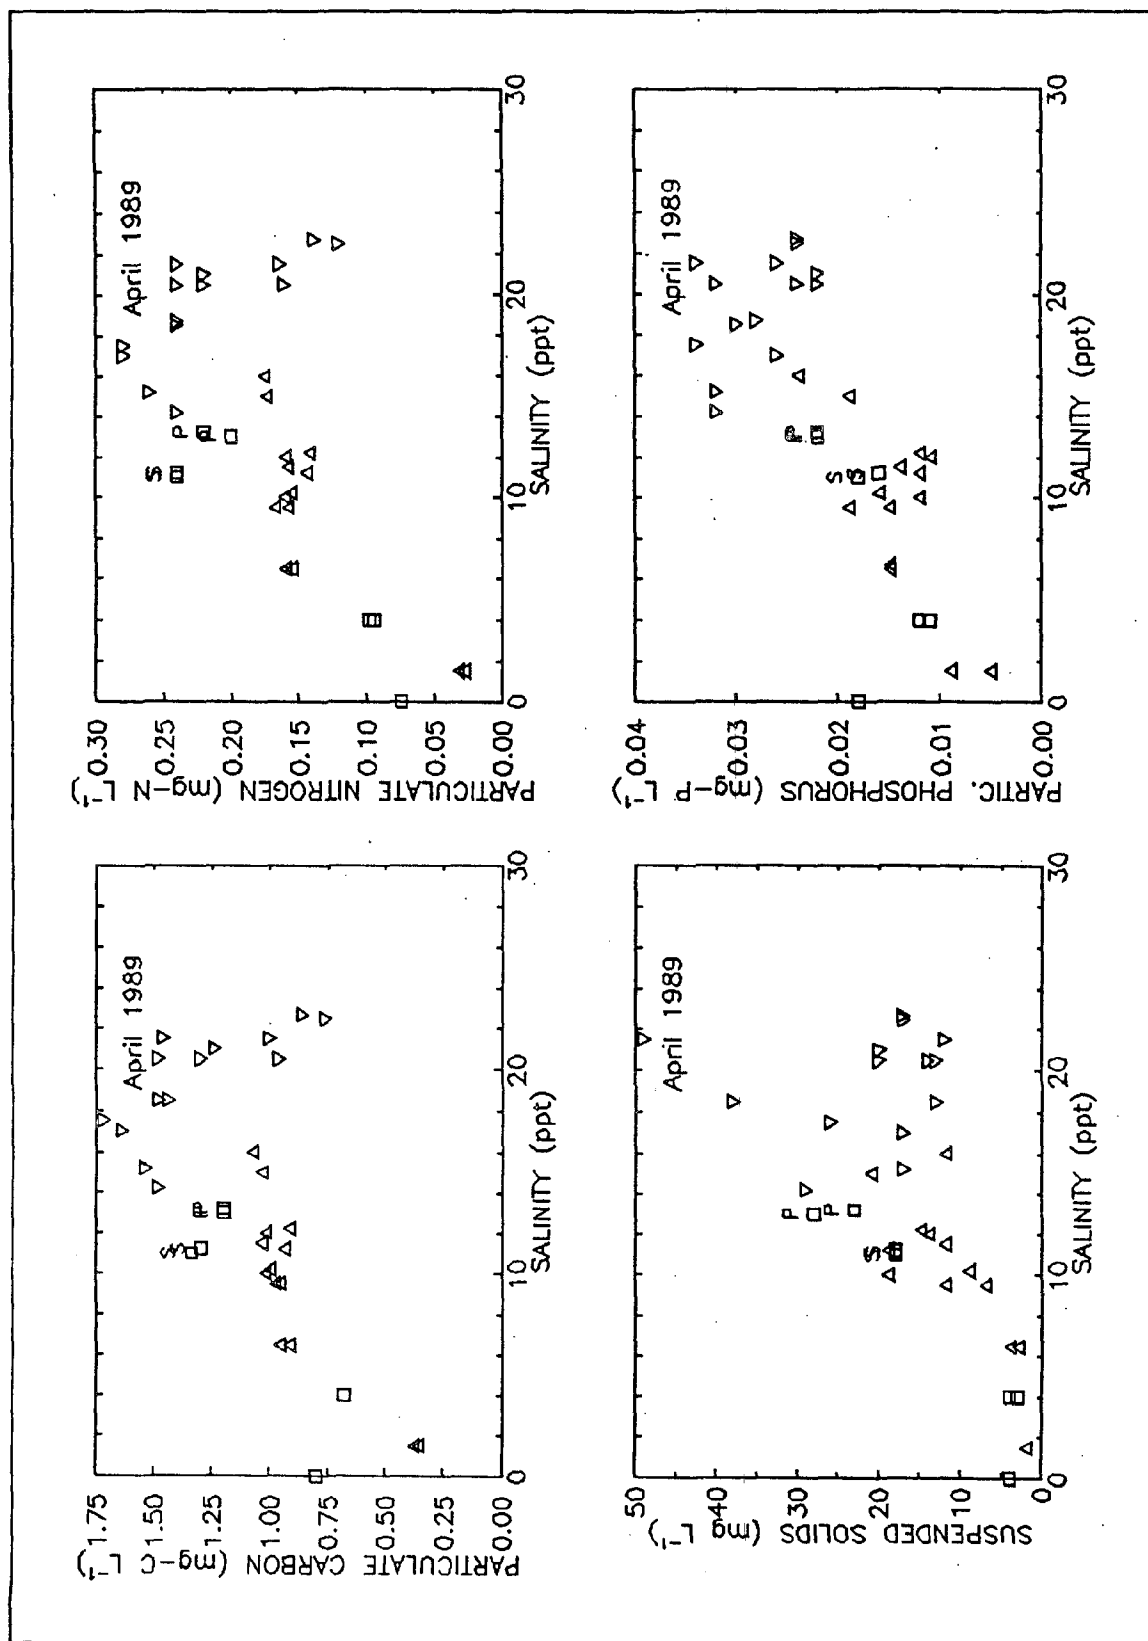 PARTICULATE CARBON (mg-C L⁻¹)
1.75
1.50
1.25
1.00
0.75
0.50
0.25
0.00
April 1989
S
S
P
P
0
10
20
30
SALINITY (ppt)
PARTICULATE NITROGEN (mg-N L⁻¹)
0.30
0.25
0.20
0.15
0.10
0.05
0.00
April 1989
S
S
P
P
0
10
20
30
SALINITY (ppt)
SUSPENDED SOLIDS (mg L⁻¹)
50
40
30
20
10
0
April 1989
S
S
P
P
0
10
20
30
SALINITY (ppt)
PARTIC. PHOSPHORUS (mg-P L⁻¹)
0.04
0.03
0.02
0.01
0.00
April 1989
S
S
P
P
0
10
20
30
SALINITY (ppt)